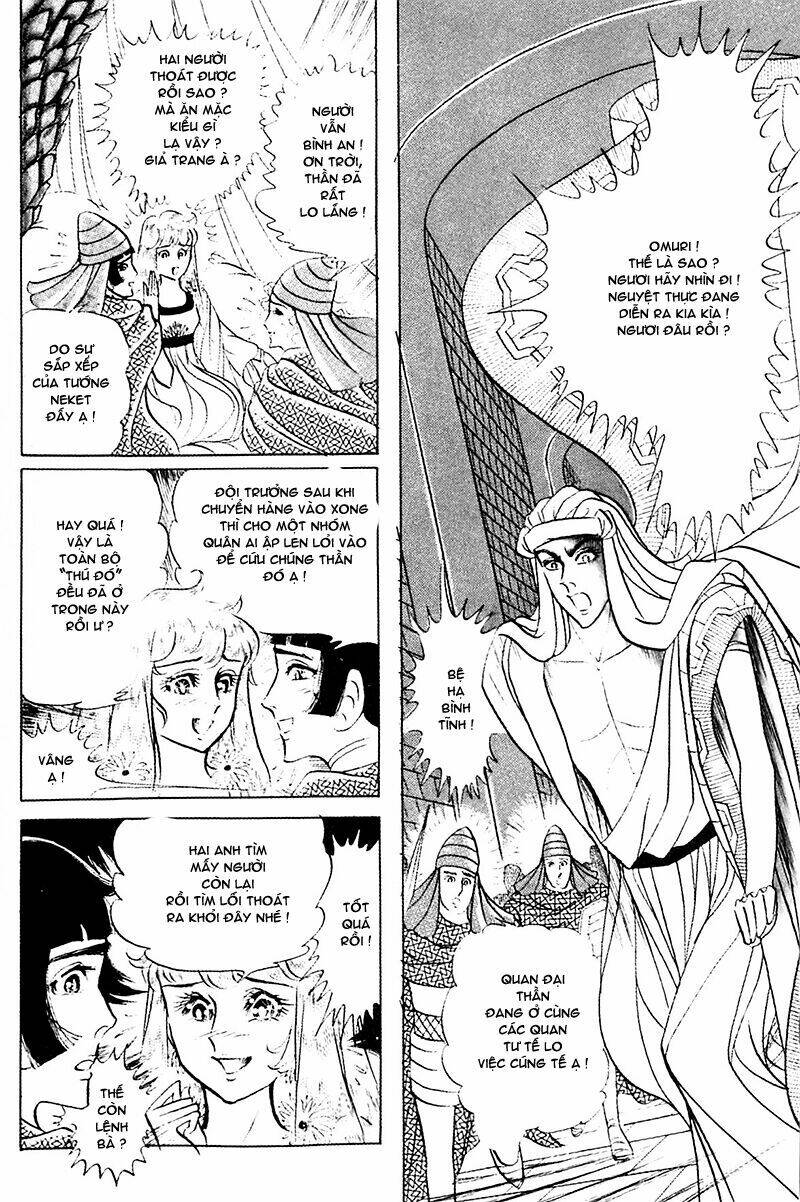 OMURI !
THẾ LÀ SAO ?
NGƯƠI HÃY NHÌN ĐI !
NGUYỆT THỰC ĐANG
DIỄN RA KIA KÌA !
NGƯƠI ĐÂU RỒI ?
BỆ
HẠ
BÌNH
TĨNH !
QUAN ĐẠI
THẦN
ĐANG Ở CÙNG
CÁC QUAN
TƯ TẾ LO
VIỆC CÚNG TẾ Ạ !
HAI NGƯỜI
THOÁT ĐƯỢC
RỒI SAO ?
MÀ ĂN MẶC
KIỂU GÌ
LẠ VẬY ?
GIẢ TRANG À ?
NGƯỜI
VẪN
BÌNH AN !
ƠN TRỜI,
THẦN ĐÃ
RẤT
LO LẮNG !
DO SỰ
SẮP XẾP
CỦA TƯỚNG
NEKET
ĐẤY Ạ !
ĐỘI TRƯỞNG SAU KHI
CHUYỂN HÀNG VÀO XONG
THÌ CHO MỘT NHÓM
QUÂN AI ẬP LẺN LỎI VÀO
ĐỂ CỨU CHÚNG THẦN
ĐÓ Ạ !
HAY QUÁ !
VẬY LÀ
TOÀN BỘ
"THỨ ĐÓ"
ĐỀU ĐÃ Ở
TRONG NÀY
RỒI Ư ?
VÂNG
Ạ !
HAI ANH TÌM
MẤY NGƯỜI
CÒN LẠI
RỒI TÌM LỐI THOÁT
RA KHỎI ĐÂY NHÉ !
TỐT
QUÁ
RỒI !
THẾ
CÒN
LỆNH
BÀ ?